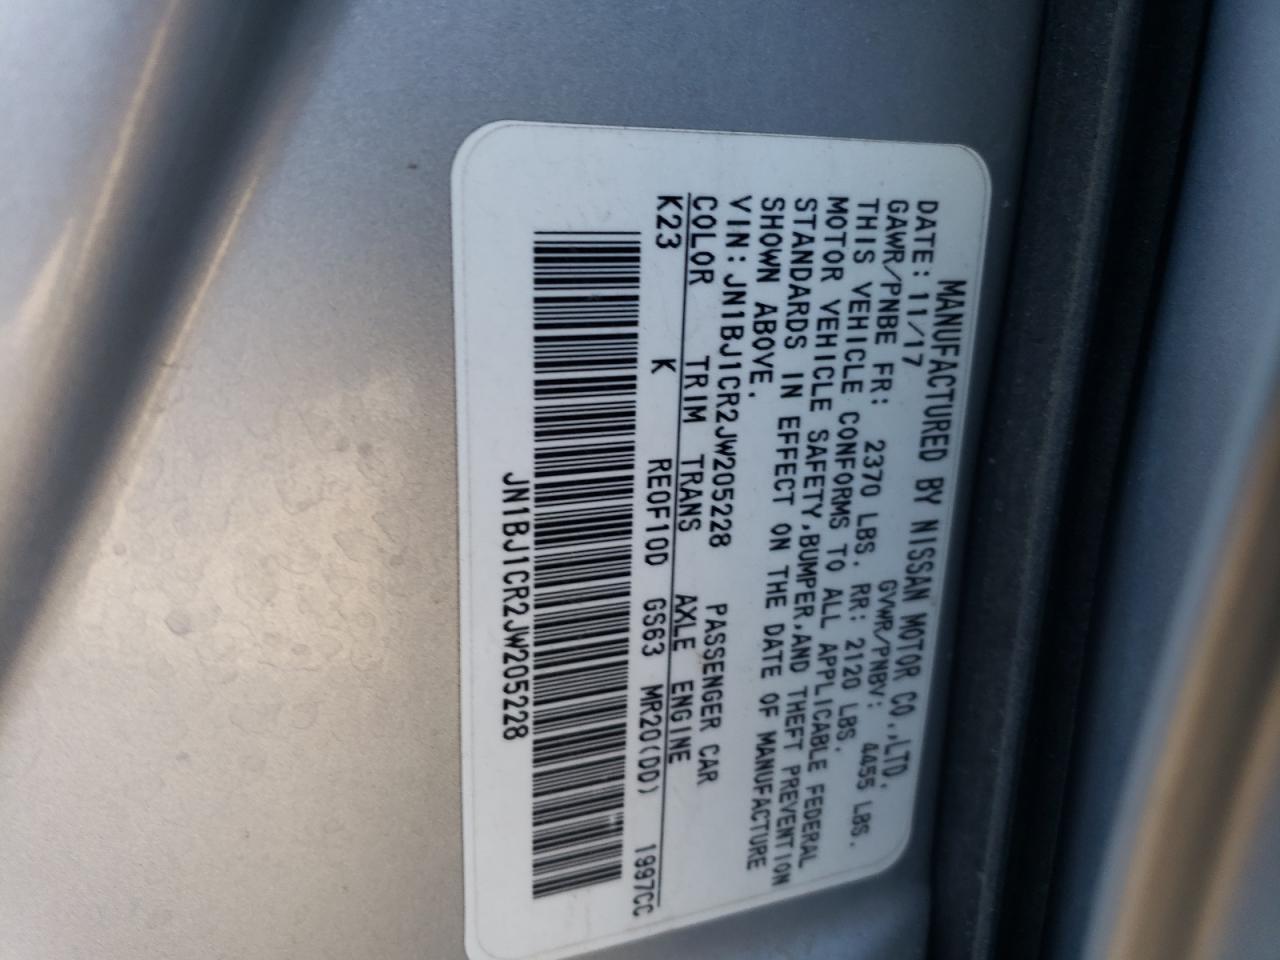 MANUFACTURED BY NISSAN MOTOR CO.,LTD.
DATE: 11/17 GVWR/PNBV: 4455 LBS.
GAWR/PNBE FR: 2370 LBS. RR: 2120 LBS.
THIS VEHICLE CONFORMS TO ALL APPLICABLE FEDERAL
MOTOR VEHICLE SAFETY,BUMPER,AND THEFT PREVENTION
STANDARDS IN EFFECT ON THE DATE OF MANUFACTURE
SHOWN ABOVE.
VIN: JN1BJ1CR2JW205228 PASSENGER CAR
COLOR TRIM TRANS AXLE ENGINE
K23 K RE0F10D GS63 MR20(DD) 1997CC
JN1BJ1CR2JW205228